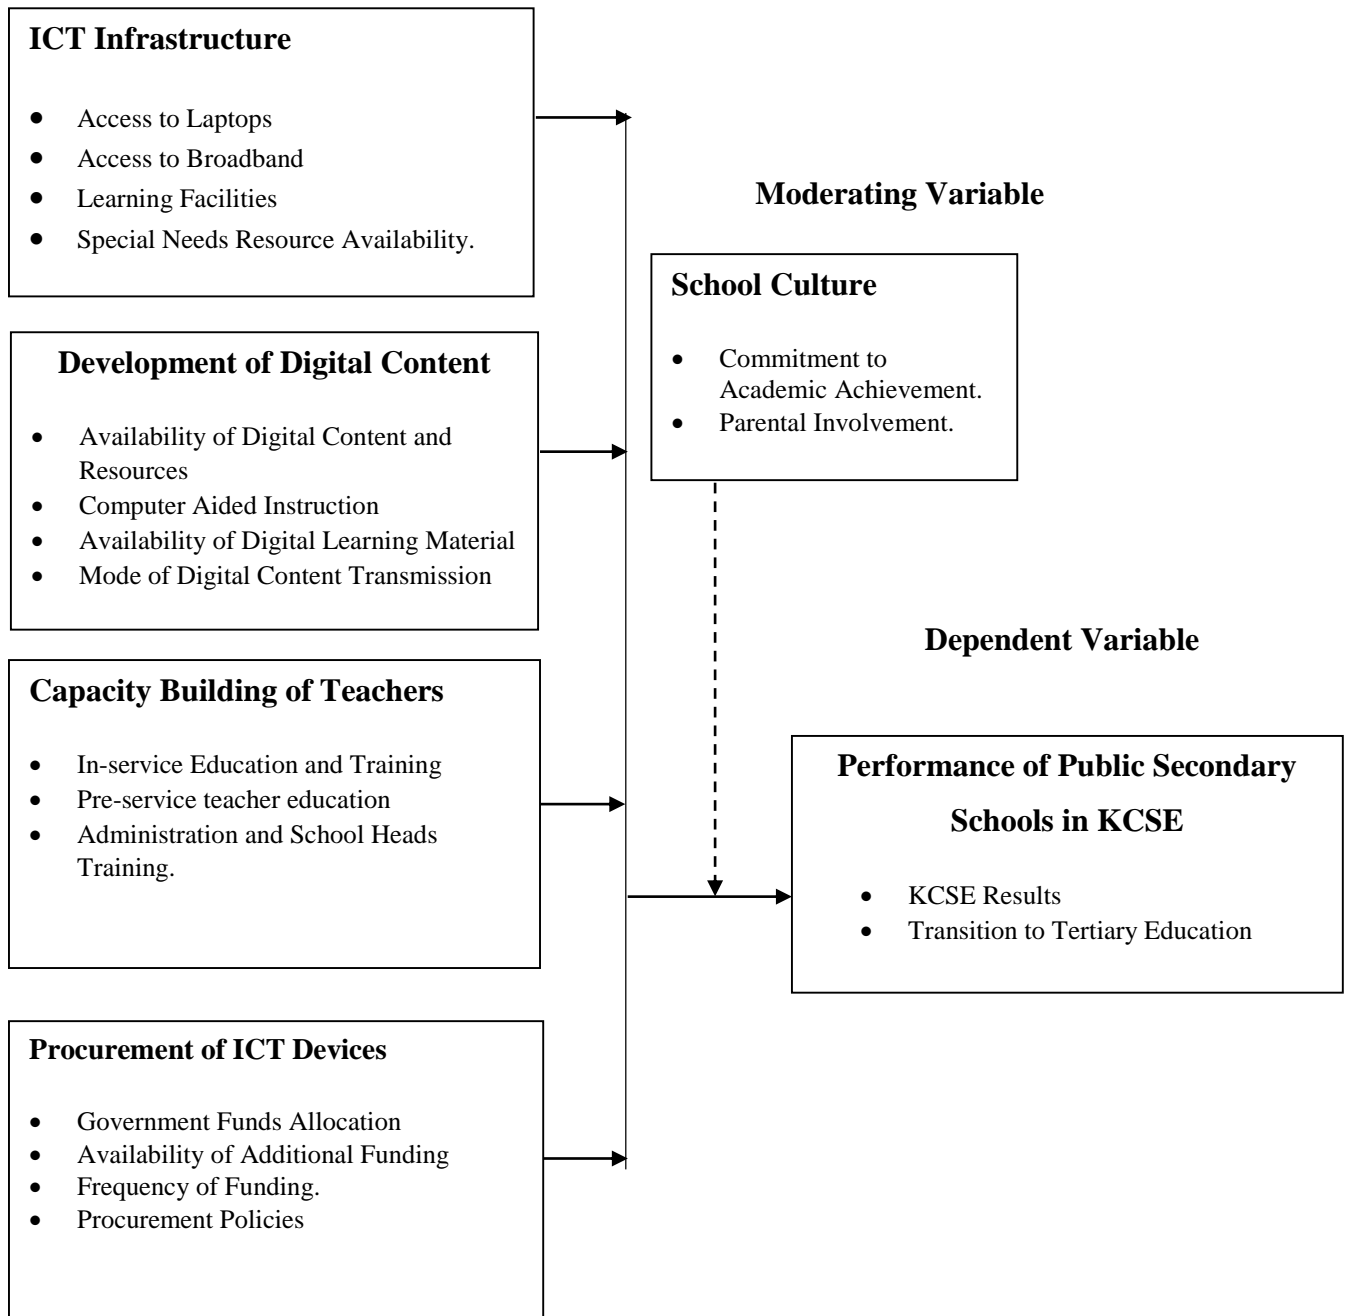 ICT Infrastructure
• Access to Laptops
• Access to Broadband
• Learning Facilities
• Special Needs Resource Availability.
Development of Digital Content
• Availability of Digital Content and
Resources
• Computer Aided Instruction
• Availability of Digital Learning Material
• Mode of Digital Content Transmission
Capacity Building of Teachers
• In-service Education and Training
• Pre-service teacher education
• Administration and School Heads
Training.
Procurement of ICT Devices
• Government Funds Allocation
• Availability of Additional Funding
• Frequency of Funding.
• Procurement Policies
Moderating Variable
School Culture
• Commitment to
Academic Achievement.
• Parental Involvement.
Dependent Variable
Performance of Public Secondary
Schools in KCSE
• KCSE Results
• Transition to Tertiary Education